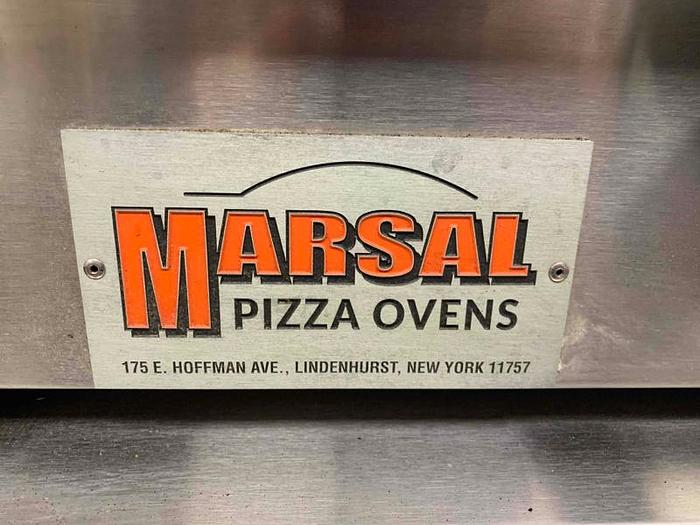 MARSAL
PIZZA OVENS
175 E. HOFFMAN AVE., LINDENHURST, NEW YORK 11757